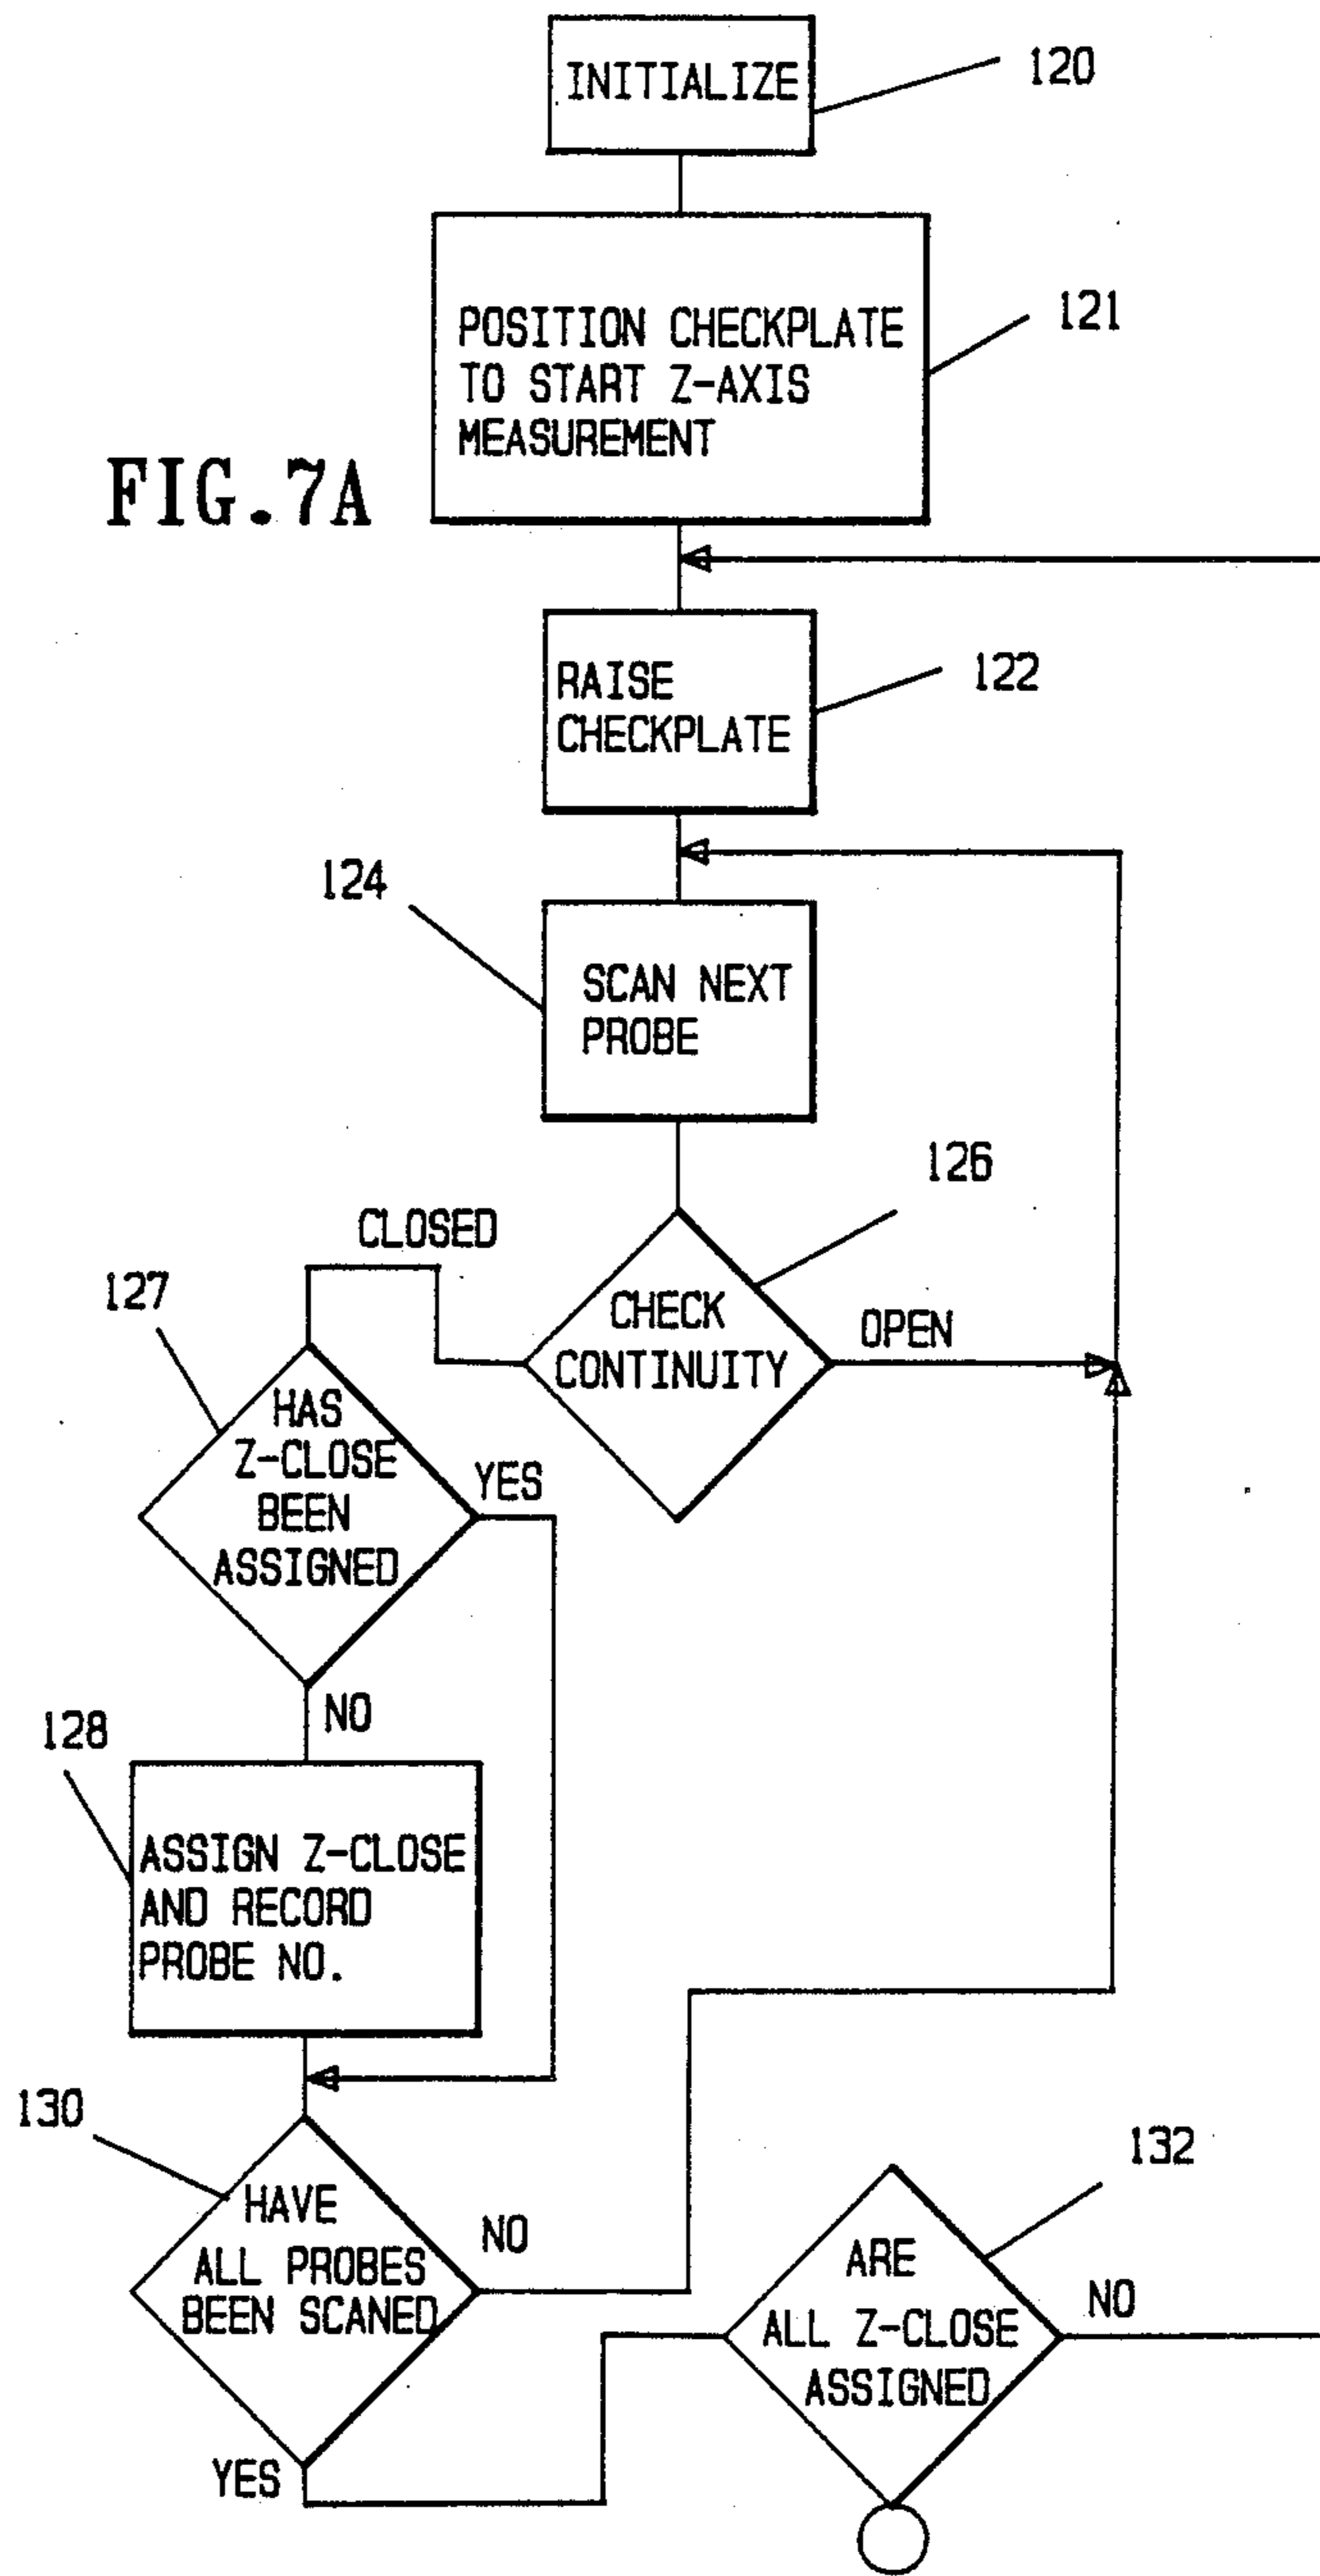 INITIALIZE
120
POSITION CHECKPLATE
TO START Z-AXIS
MEASUREMENT
121
FIG.7A
RAISE
CHECKPLATE
122
124
SCAN NEXT
PROBE
126
CLOSED
CHECK
CONTINUITY
OPEN
127
HAS
Z-CLOSE
BEEN
ASSIGNED
YES
NO
128
ASSIGN Z-CLOSE
AND RECORD
PROBE NO.
130
HAVE
ALL PROBES
BEEN SCANED
NO
YES
132
ARE
ALL Z-CLOSE
ASSIGNED
NO